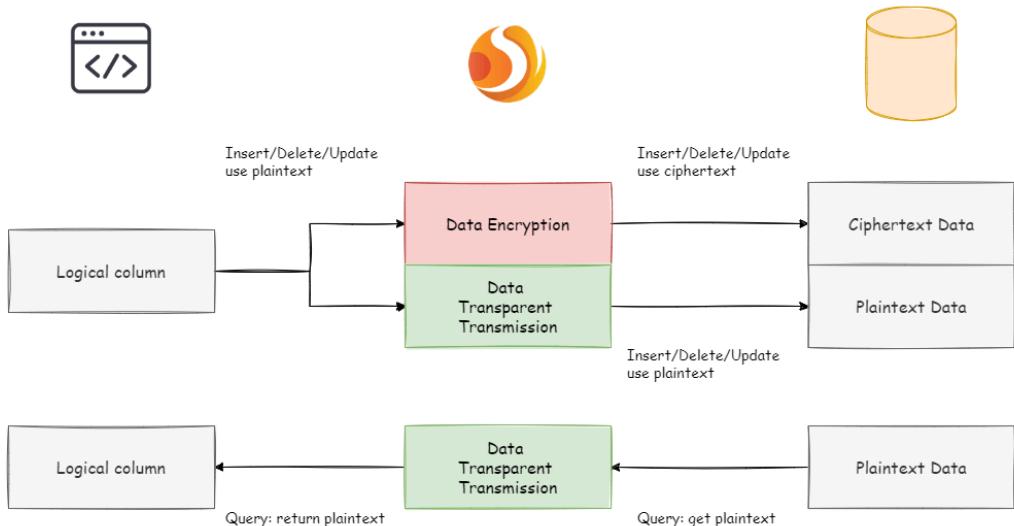 </>
Insert/Delete/Update
use plaintext
Insert/Delete/Update
use ciphertext
Logical column
Data Encryption
Ciphertext Data
Data
Transparent
Transmission
Plaintext Data
Insert/Delete/Update
use plaintext
Logical column
Data
Transparent
Transmission
Plaintext Data
Query: return plaintext
Query: get plaintext